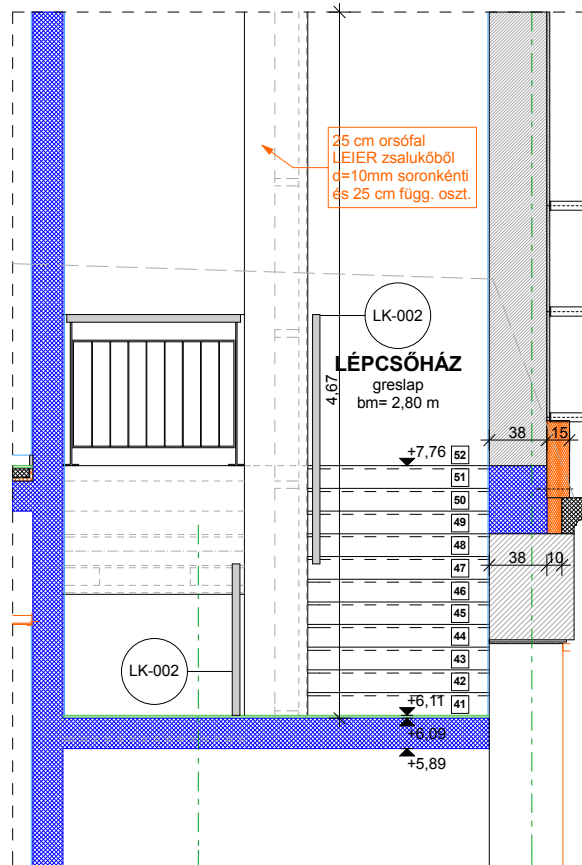 25 cm orsófal
LEIER zsalukőből
d=10mm soronkénti
és 25 cm függ. oszt.
LK-002
LÉPCSŐHÁZ
greslap
bm= 2,80 m
4,67
38 15
+7,76 52
51
50
49
48
38 10
47
46
45
44
43
LK-002
42
+6,11 41
+6,09
+5,89